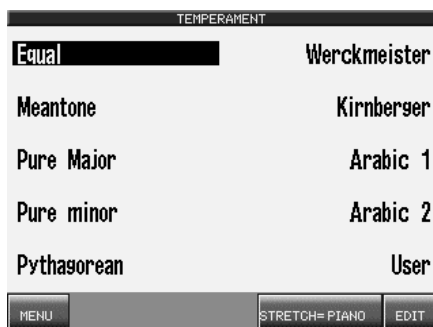 TEMPERAMENT
Equal Werckmeister
Meantone Kirnberger
Pure Major Arabic 1
Pure minor Arabic 2
Pythagorean User
MENU STRETCH=PIANO EDIT